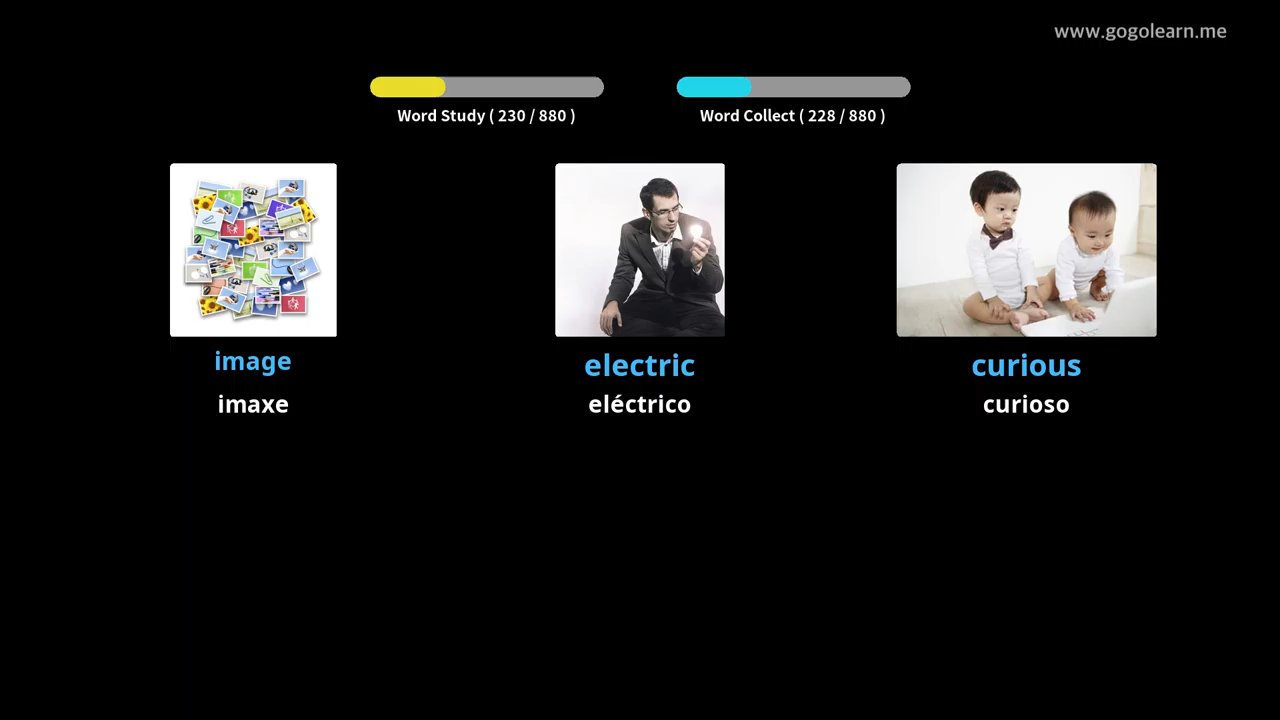 www.gogolearn.me
Word Study ( 230 / 880 )
Word Collect ( 228 / 880 )
image
electric
curious
imaxe
eléctrico
curioso